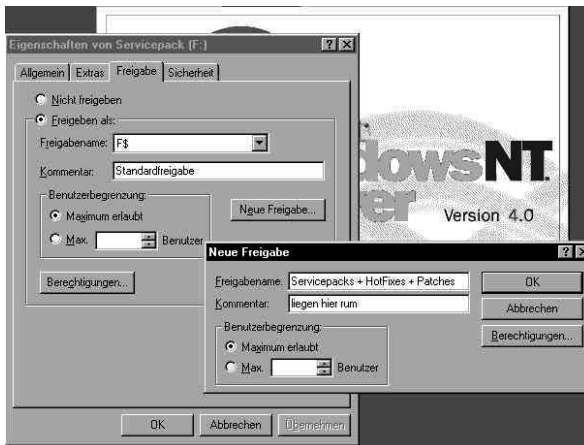 Eigenschaften von Servicepack (F:)
Allgemein Extras Freigabe Sicherheit
Nicht freigeben
Freigeben als:
Freigabename: F$
Kommentar: Standardfreigabe
Benutzerbegrenzung:
Maximum erlaubt
Max. Benutzer
Neue Freigabe...
Berechtigungen...
OK Abbrechen Übernehmen
dowsNT
er
Version 4.0
Neue Freigabe
Freigabename: Servicepacks + HotFixes + Patches
Kommentar: liegen hier rum
Benutzerbegrenzung:
Maximum erlaubt
Max. Benutzer
OK
Abbrechen
Berechtigungen...